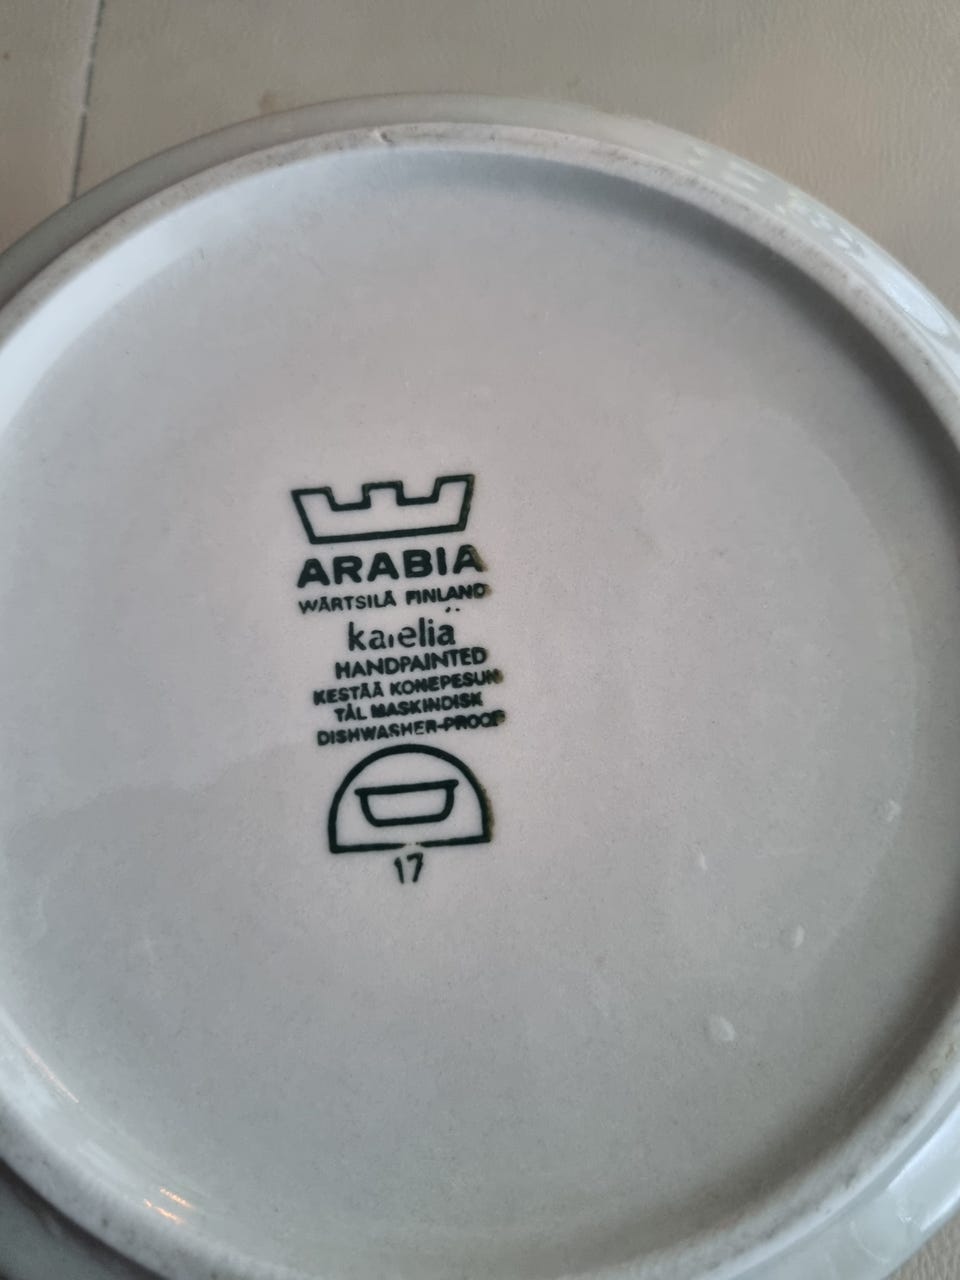 ARABIA
WÄRTSILÄ FINLAND
karelia
HANDPAINTED
KESTÄÄ KONEPESUN
TÅL MASKINDISK
DISHWASHER-PROOF
17